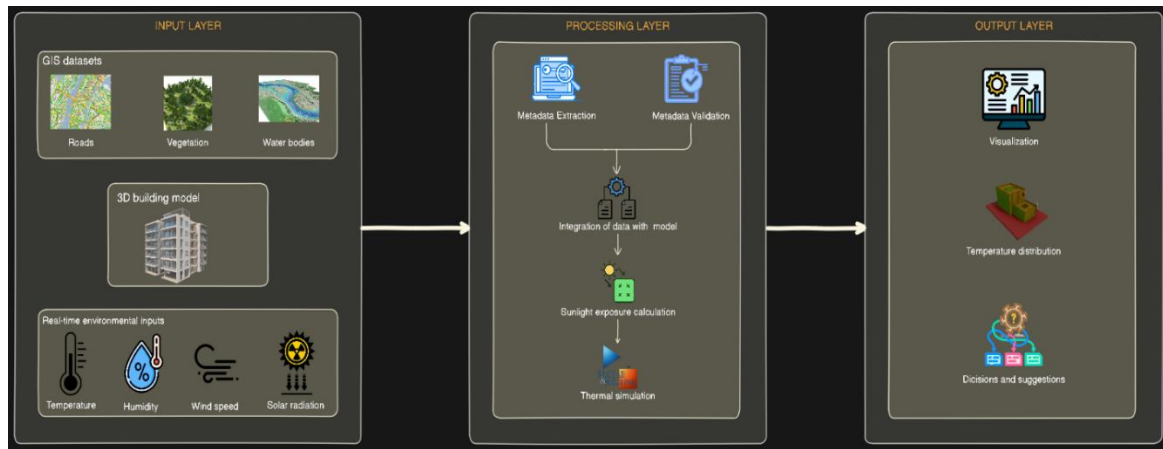 INPUT LAYER
GIS datasets
Roads
Vegetation
Water bodies
3D building model
Real-time environmental inputs
%
Temperature
Humidity
Wind speed
Solar radiation
PROCESSING LAYER
Metadata Extraction
Metadata Validation
Integration of data with model
Sunlight exposure calculation
Thermal simulation
OUTPUT LAYER
Visualization
Temperature distribution
?
Dicisions and suggestions